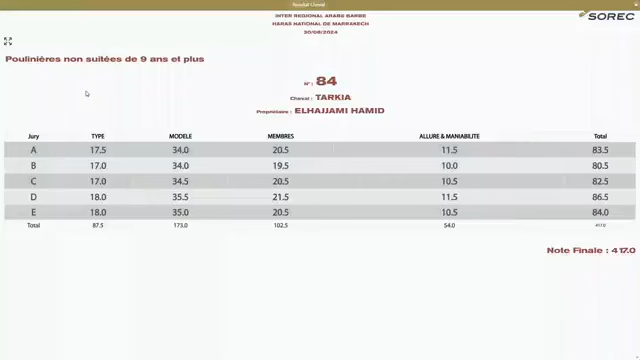 Resultat Cheval
INTER REGIONAL ARABE BARBE
HARAS NATIONAL DE MARRAKECH
30/08/2024
SOREC
Poulinières non suitées de 9 ans et plus
N° : 84
Cheval : TARKIA
Propriétaire : ELHAJJAMI HAMID
Jury TYPE MODELE MEMBRES ALLURE & MANIABILITE Total
A 17.5 34.0 20.5 11.5 83.5
B 17.0 34.0 19.5 10.0 80.5
C 17.0 34.5 20.5 10.5 82.5
D 18.0 35.5 21.5 11.5 86.5
E 18.0 35.0 20.5 10.5 84.0
Total 87.5 173.0 102.5 54.0 417.0
Note Finale : 417.0